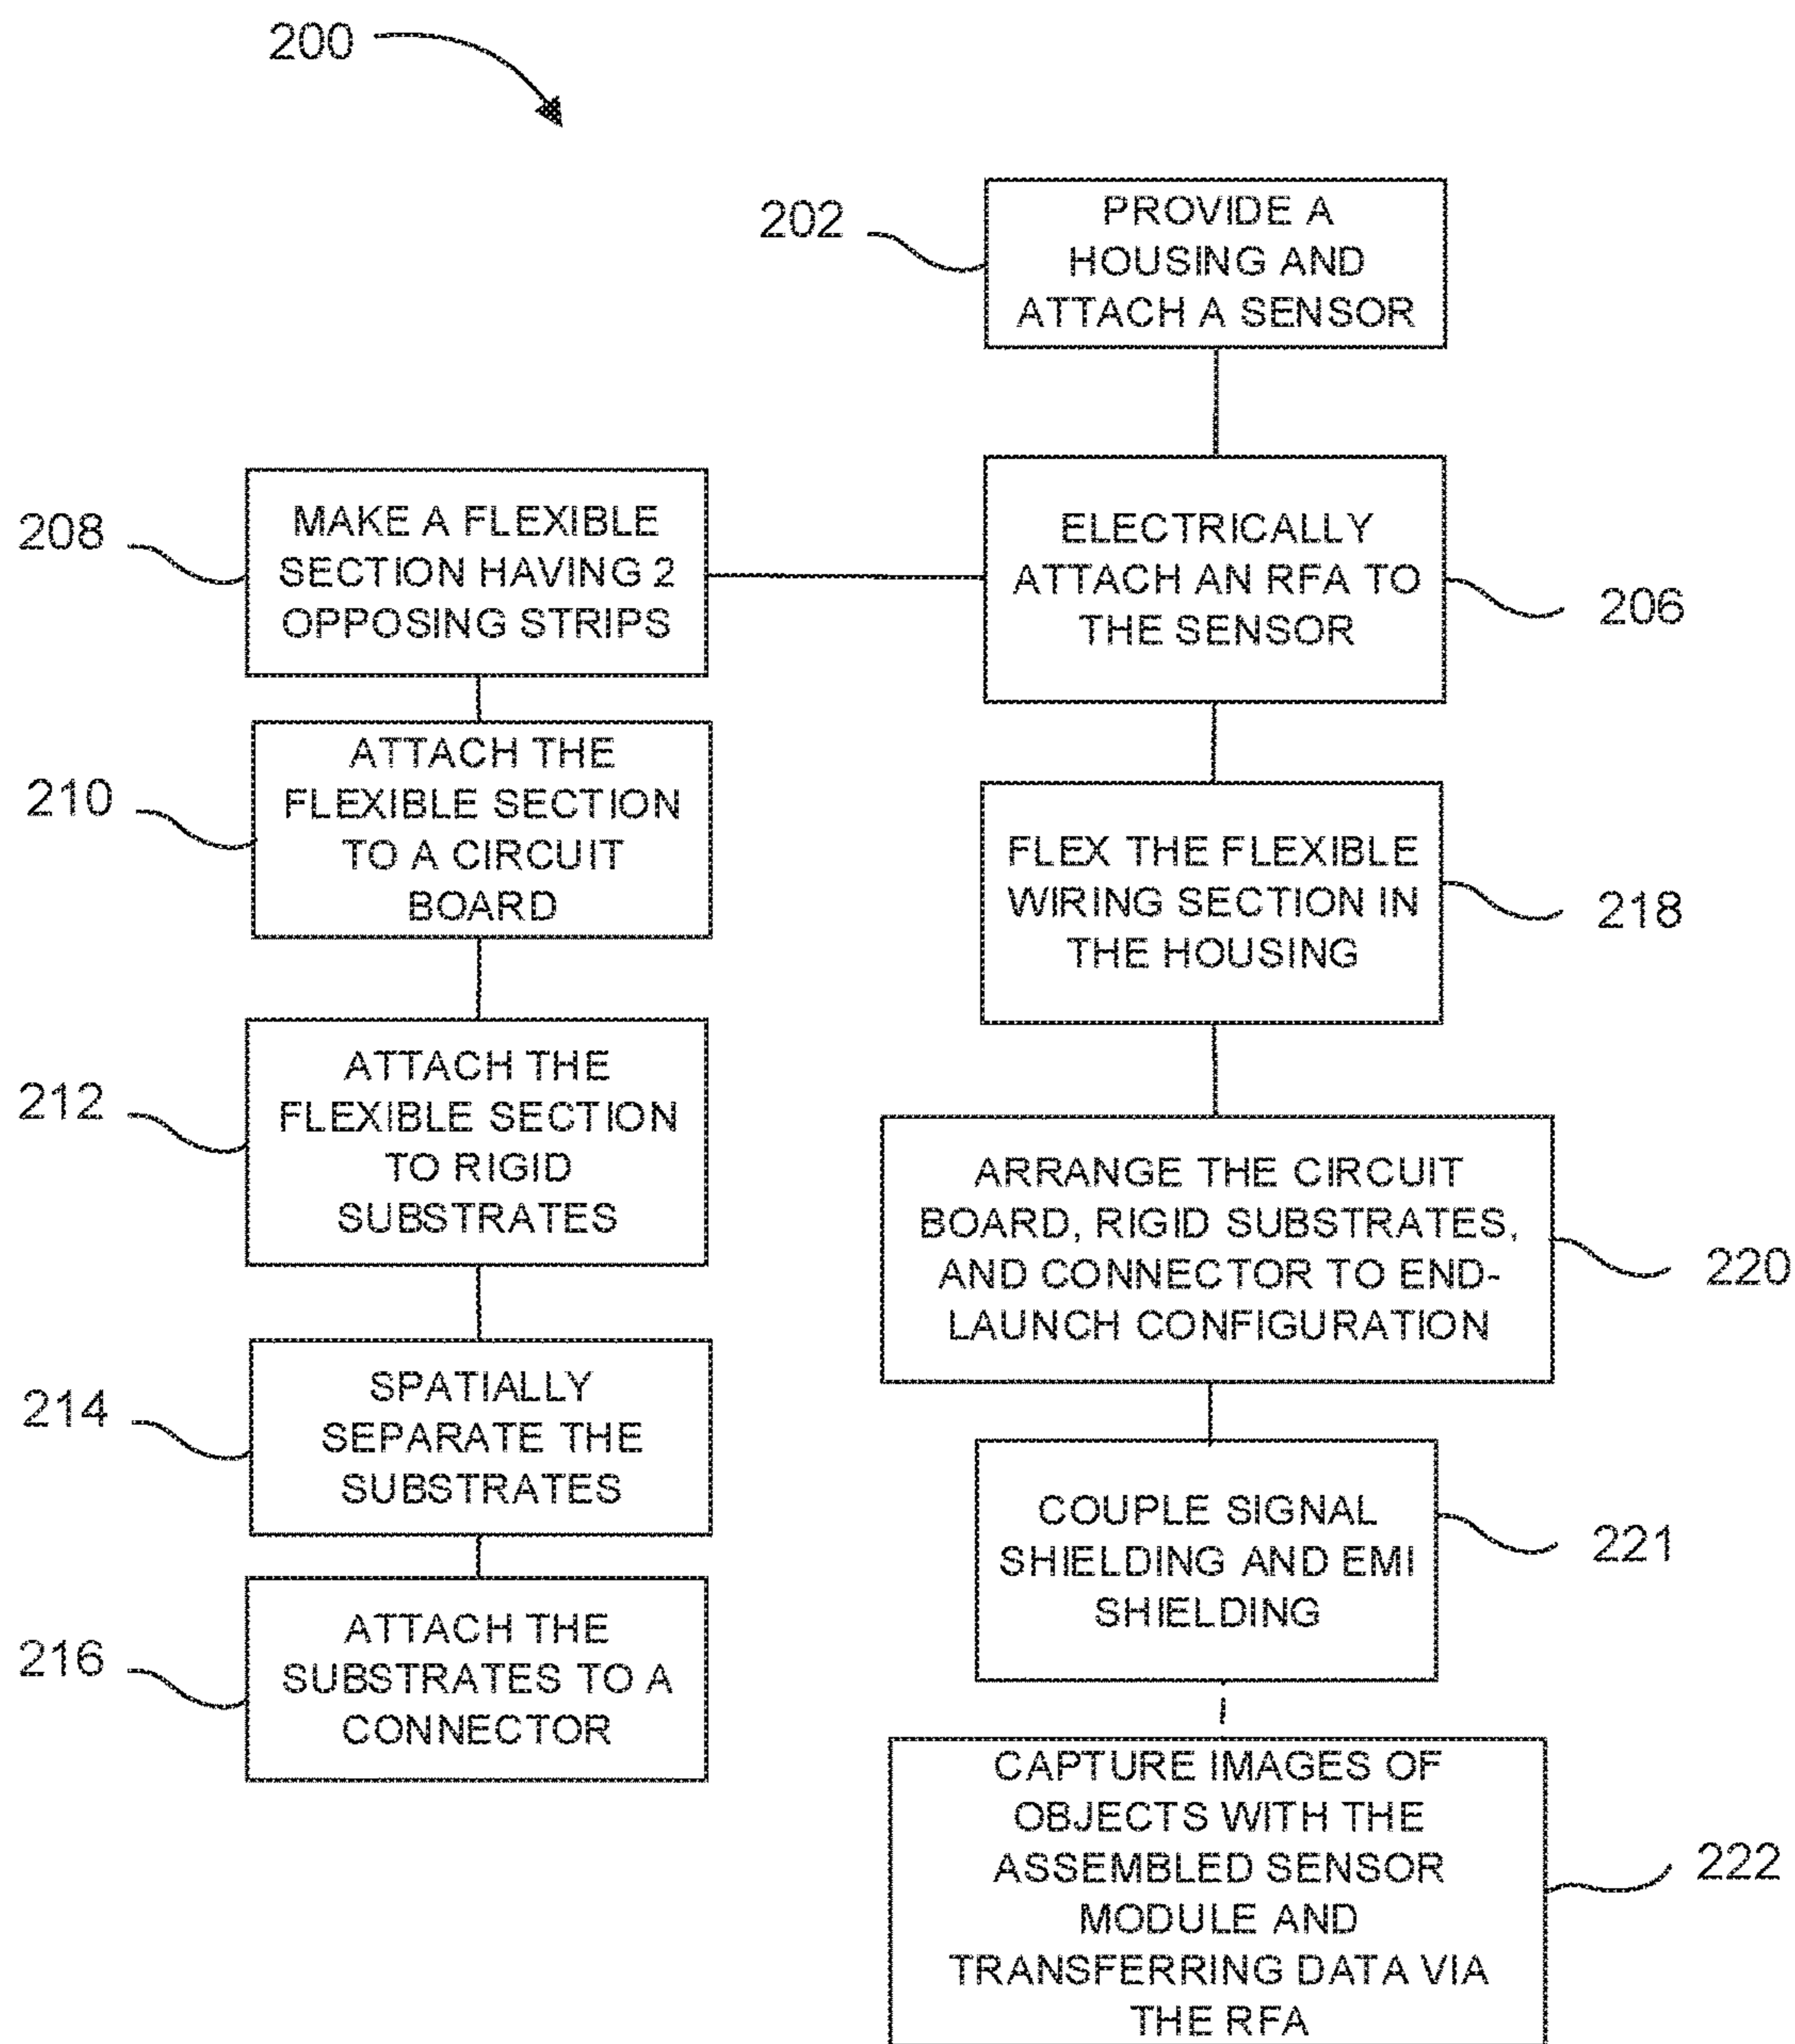 200
202
PROVIDE A
HOUSING AND
ATTACH A SENSOR
206
ELECTRICALLY
ATTACH AN RFA TO
THE SENSOR
208
MAKE A FLEXIBLE
SECTION HAVING 2
OPPOSING STRIPS
210
ATTACH THE
FLEXIBLE SECTION
TO A CIRCUIT
BOARD
212
ATTACH THE
FLEXIBLE SECTION
TO RIGID
SUBSTRATES
214
SPATIALLY
SEPARATE THE
SUBSTRATES
216
ATTACH THE
SUBSTRATES TO A
CONNECTOR
218
FLEX THE FLEXIBLE
WIRING SECTION IN
THE HOUSING
220
ARRANGE THE CIRCUIT
BOARD, RIGID SUBSTRATES,
AND CONNECTOR TO END-
LAUNCH CONFIGURATION
221
COUPLE SIGNAL
SHIELDING AND EMI
SHIELDING
222
CAPTURE IMAGES OF
OBJECTS WITH THE
ASSEMBLED SENSOR
MODULE AND
TRANSFERRING DATA VIA
THE RFA